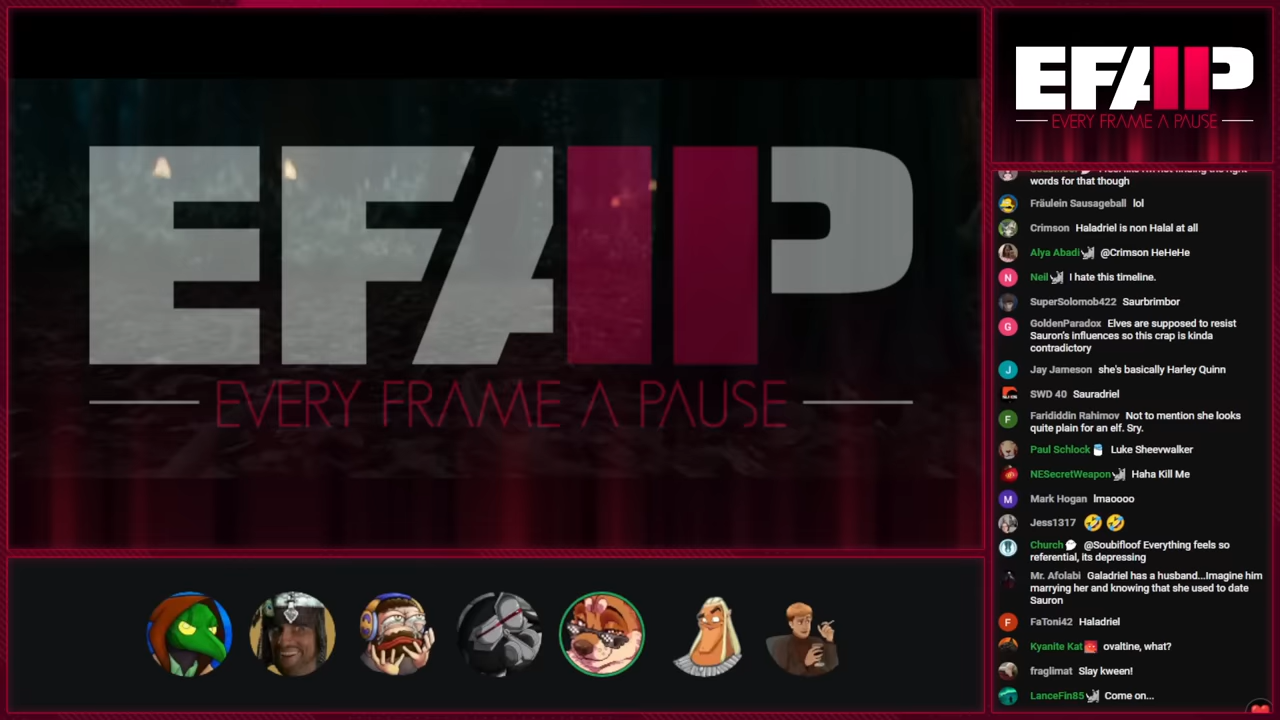 EFAP
EVERY FRAME A PAUSE
EFAP
EVERY FRAME A PAUSE
words for that though
Fräulein Sausageball lol
Crimson Haladriel is non Halal at all
Alya Abadi @Crimson HeHeHe
N
Neil I hate this timeline.
SuperSolomob422 Saurbrimbor
G
GoldenParadox Elves are supposed to resist
Sauron's influences so this crap is kinda
contradictory
J
Jay Jameson she's basically Harley Quinn
SWD 40 Sauradriel
F
Farididdin Rahimov Not to mention she looks
quite plain for an elf. Sry.
Paul Schlock Luke Sheevwalker
NESecretWeapon Haha Kill Me
M
Mark Hogan lmaoooo
Jess1317 🤣🤣
Church @Soubifloof Everything feels so
referential, its depressing
Mr. Afolabi Galadriel has a husband...Imagine him
marrying her and knowing that she used to date
Sauron
F
FaToni42 Haladriel
Kyanite Kat ovaltine, what?
fraglimat Slay kween!
LanceFin85 Come on...